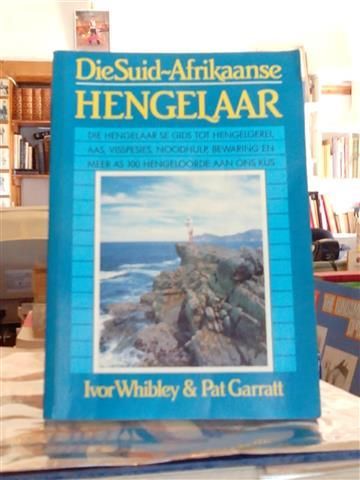 Die Suid-Afrikaanse
HENGELAAR
DIE HENGELAAR SE GIDS TOT HENGELGEREI,
AAS, VISSPESIES, NOODHULP, BEWARING EN
MEER AS 100 HENGELOORDE AAN ONS KUS
Ivor Whibley & Pat Garratt